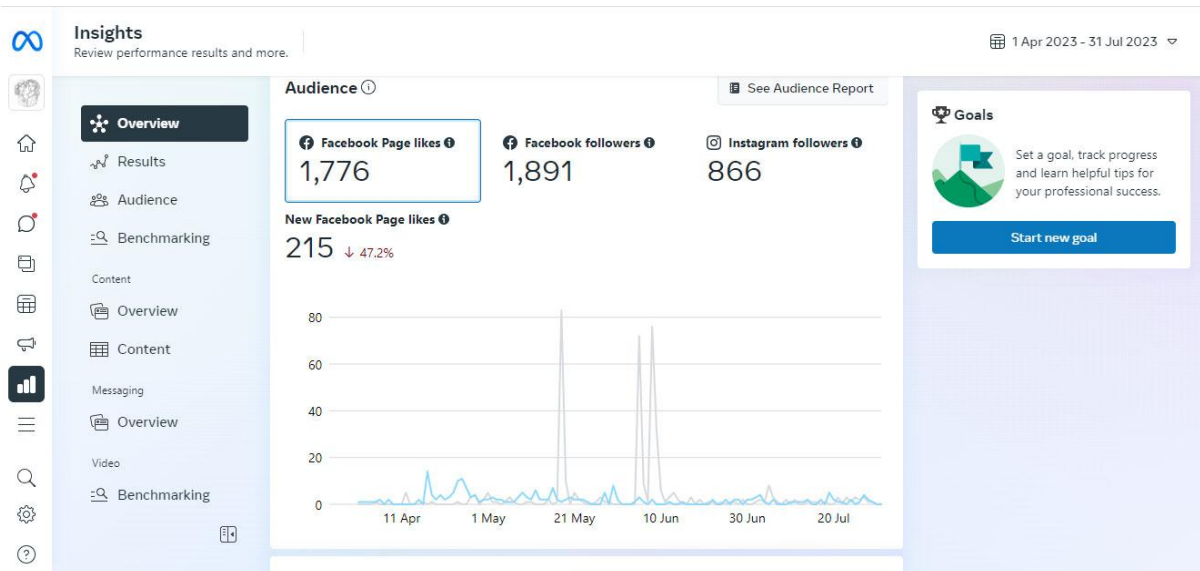 Insights
Review performance results and more.
1 Apr 2023 - 31 Jul 2023
Overview
Results
Audience
Benchmarking
Content
Overview
Content
Messaging
Overview
Video
Benchmarking
Audience
See Audience Report
Facebook Page likes
1,776
Facebook followers
1,891
Instagram followers
866
New Facebook Page likes
215 ↓ 47.2%
80
60
40
20
0
11 Apr 1 May 21 May 10 Jun 30 Jun 20 Jul
Goals
Set a goal, track progress
and learn helpful tips for
your professional success.
Start new goal